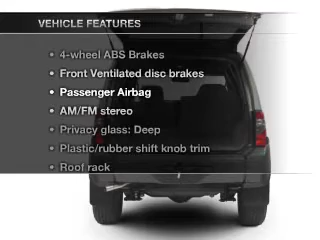 VEHICLE FEATURES
• 4-wheel ABS Brakes
• Front Ventilated disc brakes
• Passenger Airbag
• AM/FM stereo
• Privacy glass: Deep
• Plastic/rubber shift knob trim
• Roof rack